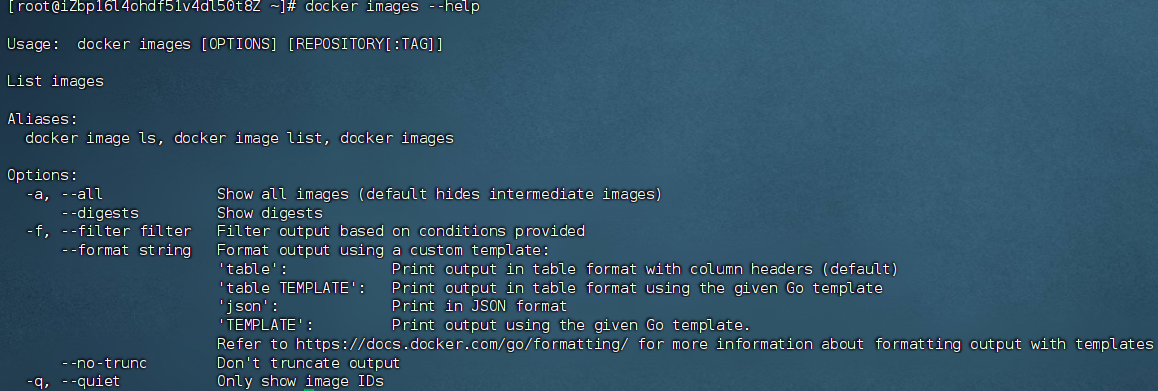 [root@iZbp16l4ohdf51v4dl50t8Z ~]# docker images --help
Usage:  docker images [OPTIONS] [REPOSITORY[:TAG]]
List images
Aliases:
  docker image ls, docker image list, docker images
Options:
  -a, --all             Show all images (default hides intermediate images)
      --digests         Show digests
  -f, --filter filter   Filter output based on conditions provided
      --format string   Format output using a custom template:
                        'table':            Print output in table format with column headers (default)
                        'table TEMPLATE':   Print output in table format using the given Go template
                        'json':             Print in JSON format
                        'TEMPLATE':         Print output using the given Go template.
                        Refer to https://docs.docker.com/go/formatting/ for more information about formatting output with templates
      --no-trunc        Don't truncate output
  -q, --quiet           Only show image IDs